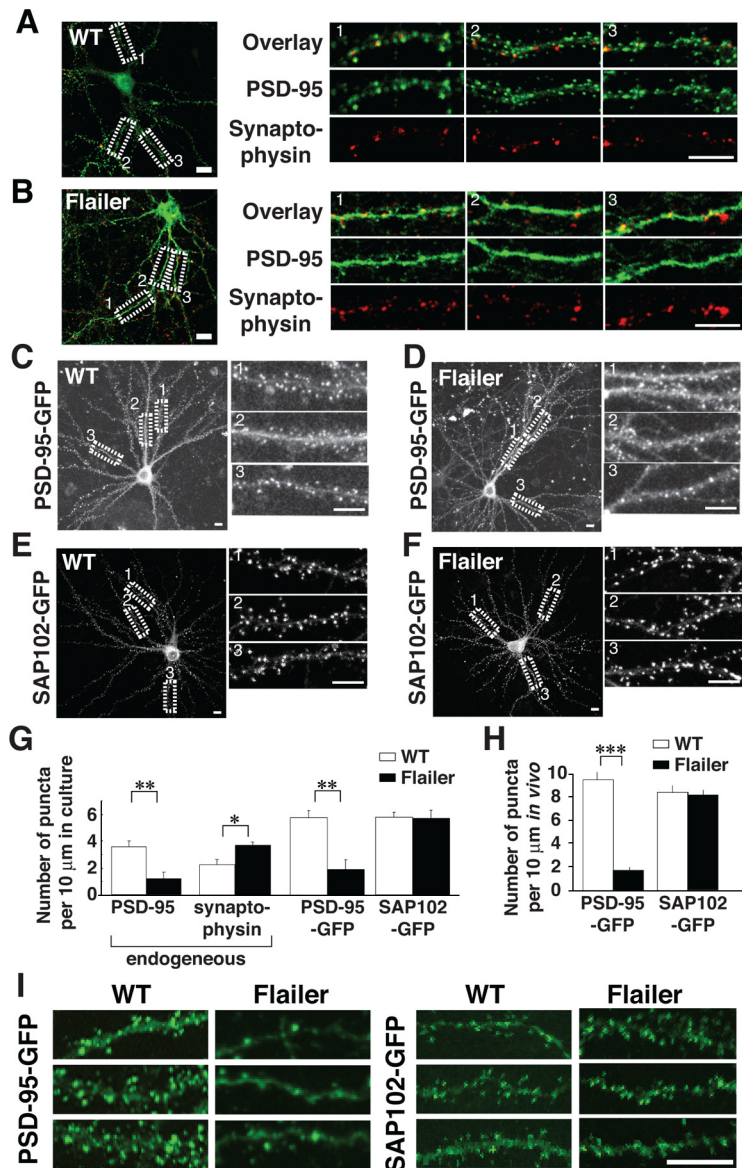 A
WT
1
2
3
Overlay
PSD-95
Synapto-
physin
1
2
3
B
Flailer
1
2
3
Overlay
PSD-95
Synapto-
physin
1
2
3
C
PSD-95-GFP
WT
1
2
3
1
2
3
D
PSD-95-GFP
Flailer
1
2
3
1
2
3
E
SAP102-GFP
WT
1
2
3
1
2
3
F
SAP102-GFP
Flailer
1
2
3
1
2
3
G
Number of puncta
per 10 μm in culture
6
4
2
0
WT
Flailer
**
*
**
PSD-95
synapto-
physin
PSD-95
-GFP
SAP102
-GFP
endogeneous
H
Number of puncta
per 10 μm in vivo
10
8
6
4
2
0
WT
Flailer
***
PSD-95
-GFP
SAP102
-GFP
I
PSD-95-GFP
WT
Flailer
SAP102-GFP
WT
Flailer